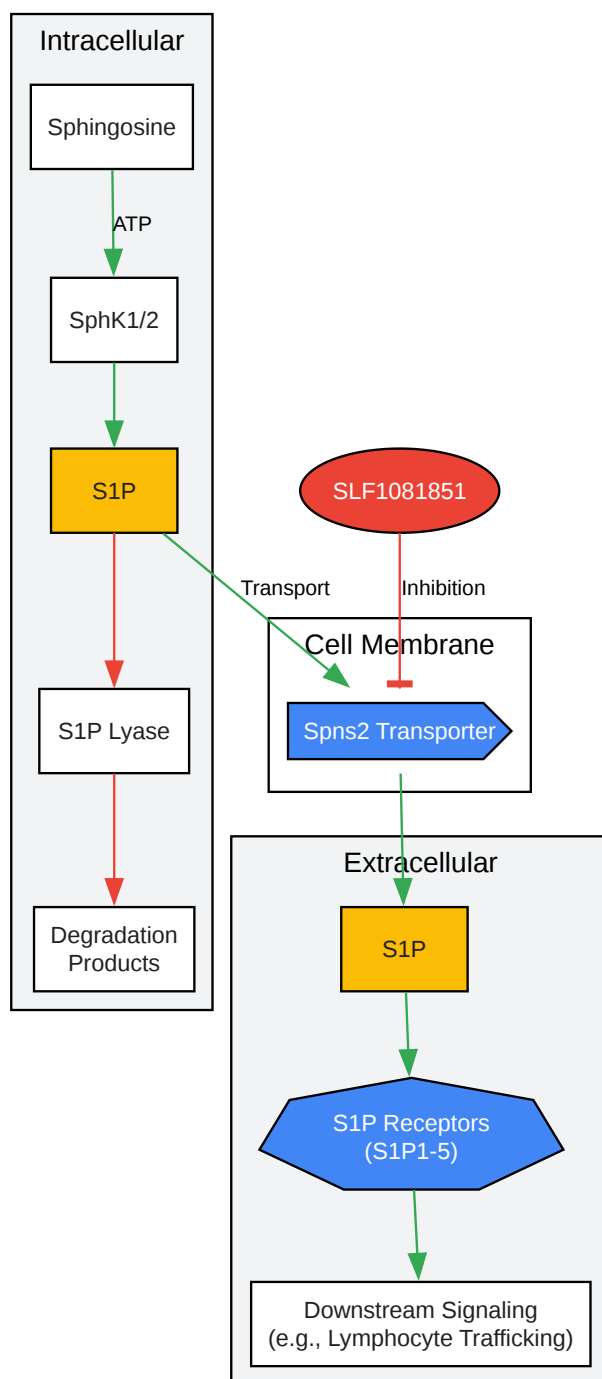 Intracellular
Sphingosine
ATP
SphK1/2
S1P
SLF1081851
Transport
Inhibition
Cell Membrane
S1P Lyase
Spns2 Transporter
Extracellular
Degradation
Products
S1P
S1P Receptors
(S1P1-5)
Downstream Signaling
(e.g., Lymphocyte Trafficking)